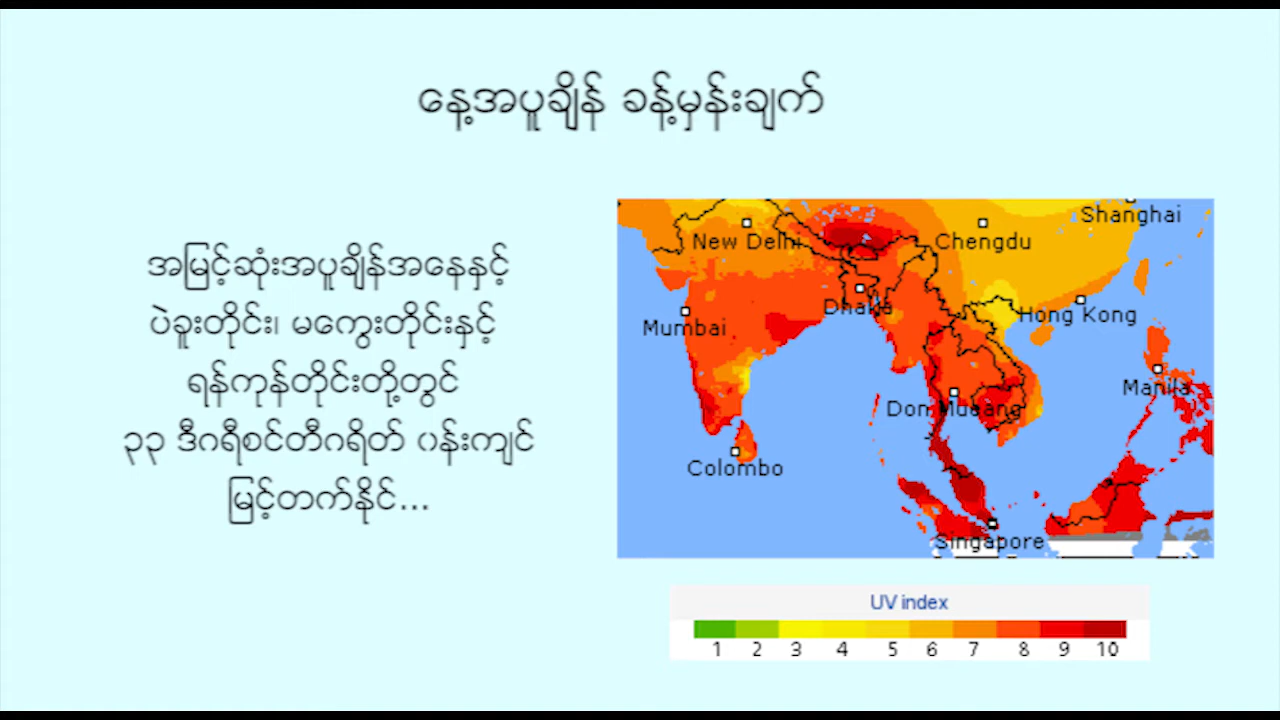 နေ့အပူချိန် ခန့်မှန်းချက်
အမြင့်ဆုံးအပူချိန်အနေနှင့်
ပဲခူးတိုင်း၊ မကွေးတိုင်းနှင့်
ရန်ကုန်တိုင်းတို့တွင်
၃၃ ဒီဂရီစင်တီဂရိတ် ပန်းကျင်
မြင့်တက်နိုင်...
Shanghai
New Delhi
Chengdu
Dhaka
Mumbai
Hong Kong
Manila
Don Mueang
Colombo
Singapore
UV index
1 2 3 4 5 6 7 8 9 10